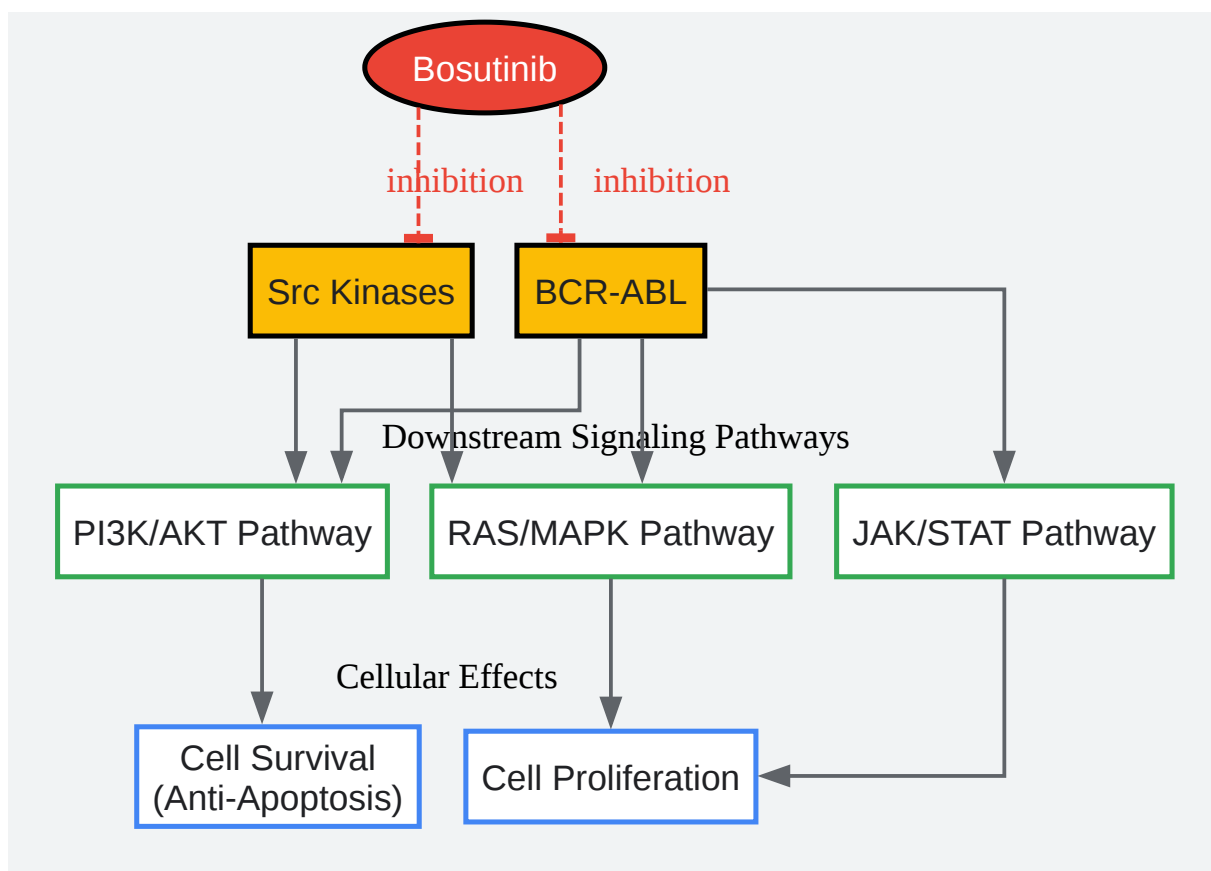 Bosutinib
inhibition
inhibition
Src Kinases
BCR-ABL
Downstream Signaling Pathways
PI3K/AKT Pathway
RAS/MAPK Pathway
JAK/STAT Pathway
Cellular Effects
Cell Survival
(Anti-Apoptosis)
Cell Proliferation